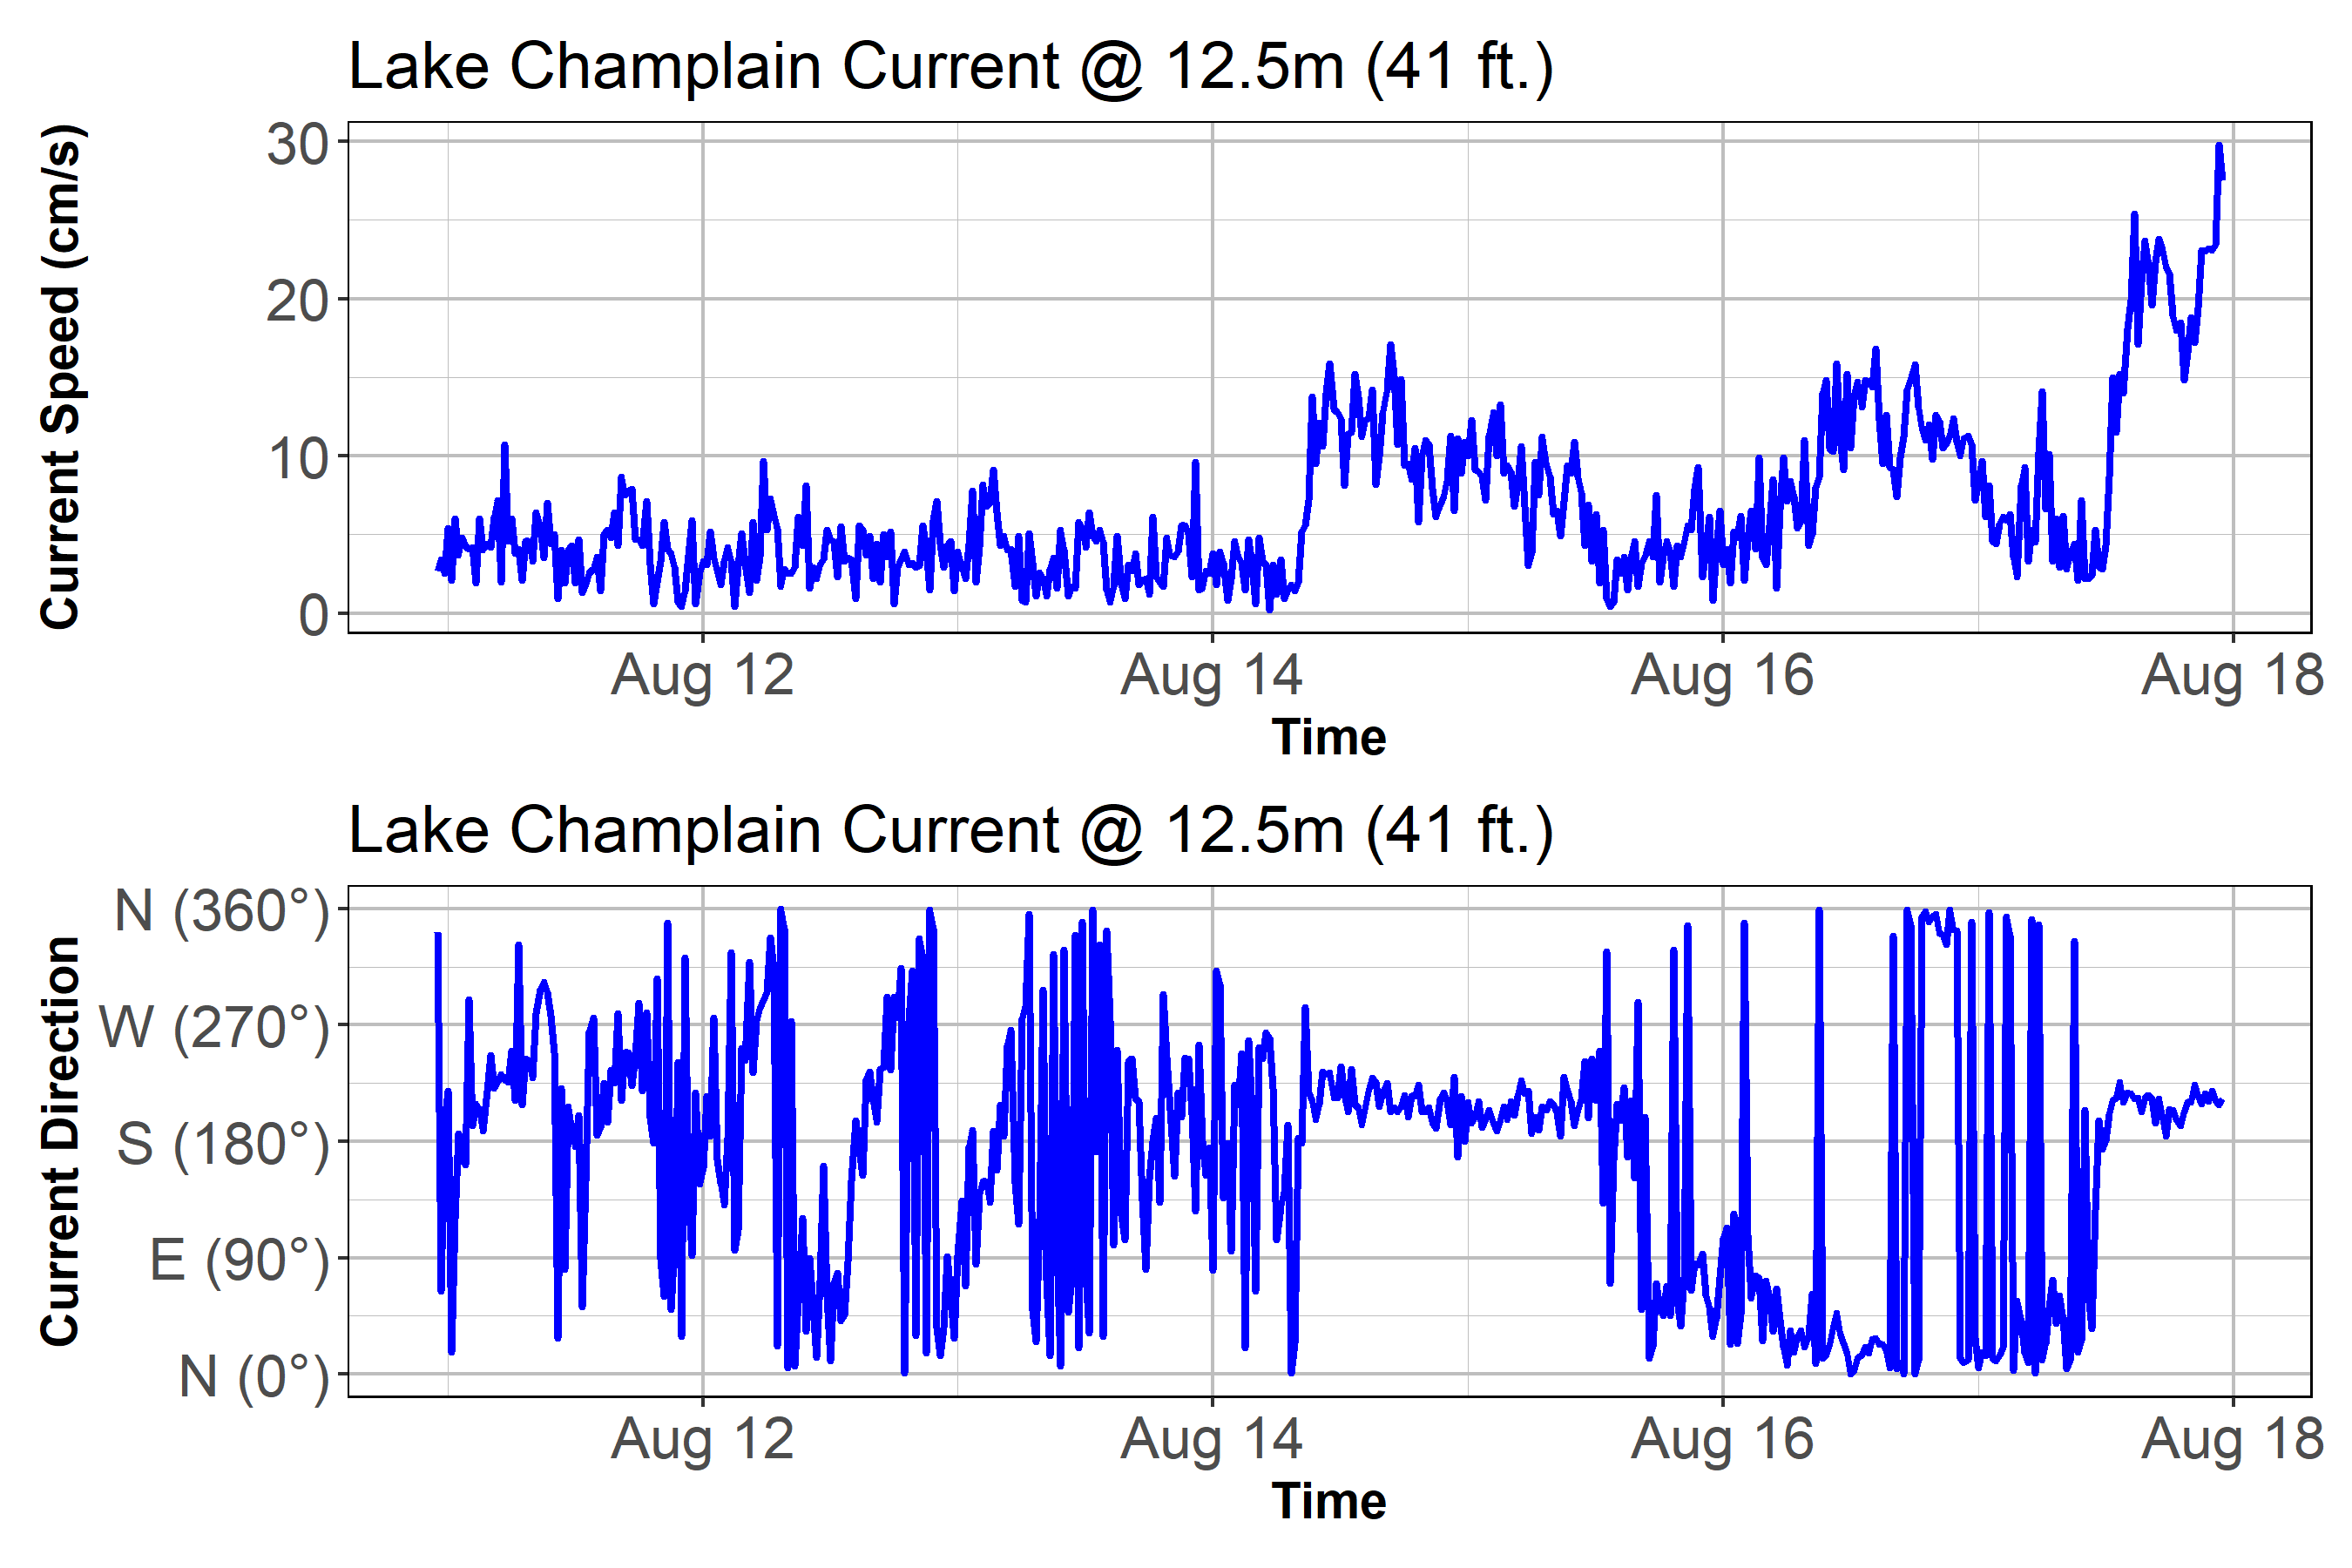 Lake Champlain Current @ 12.5m (41 ft.)
Current Speed (cm/s)
30
20
10
0
Aug 12 Aug 14 Aug 16 Aug 18
Time
Lake Champlain Current @ 12.5m (41 ft.)
Current Direction
N (360°)
W (270°)
S (180°)
E (90°)
N (0°)
Aug 12 Aug 14 Aug 16 Aug 18
Time